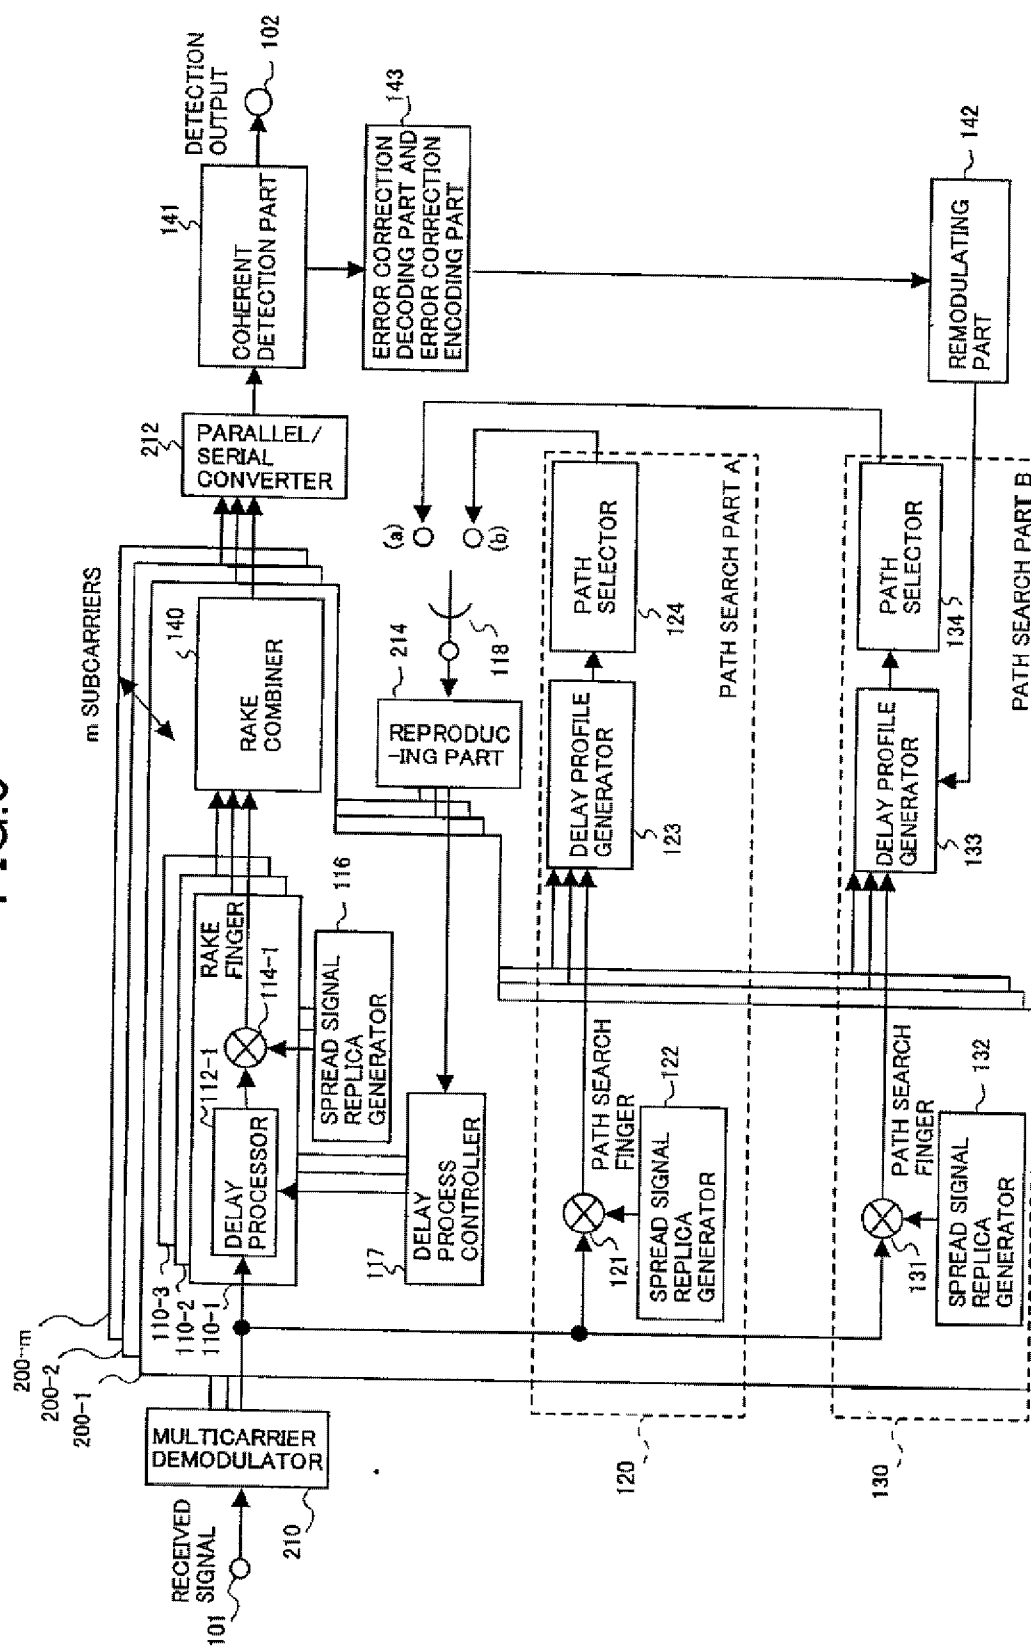 RECEIVED
SIGNAL
101
210
MULTICARRIER
DEMODULATOR
200-m
200-2
200-1
m SUBCARRIERS
110-3
110-2
110-1
112-1
DELAY
PROCESSOR
RAKE
FINGER
114-1
116
SPREAD SIGNAL
REPLICA
GENERATOR
117
DELAY
PROCESS
CONTROLLER
140
RAKE
COMBINER
212
PARALLEL/
SERIAL
CONVERTER
141
COHERENT
DETECTION PART
DETECTION
OUTPUT
102
143
ERROR CORRECTION
DECODING PART AND
ERROR CORRECTION
ENCODING PART
214
REPRODUC
-ING PART
118
(a)
(b)
120
121
122
SPREAD SIGNAL
REPLICA
GENERATOR
PATH SEARCH
FINGER
123
DELAY PROFILE
GENERATOR
124
PATH
SELECTOR
PATH SEARCH PART A
130
131
132
SPREAD SIGNAL
REPLICA
GENERATOR
PATH SEARCH
FINGER
133
DELAY PROFILE
GENERATOR
134
PATH
SELECTOR
PATH SEARCH PART B
142
REMODULATING
PART